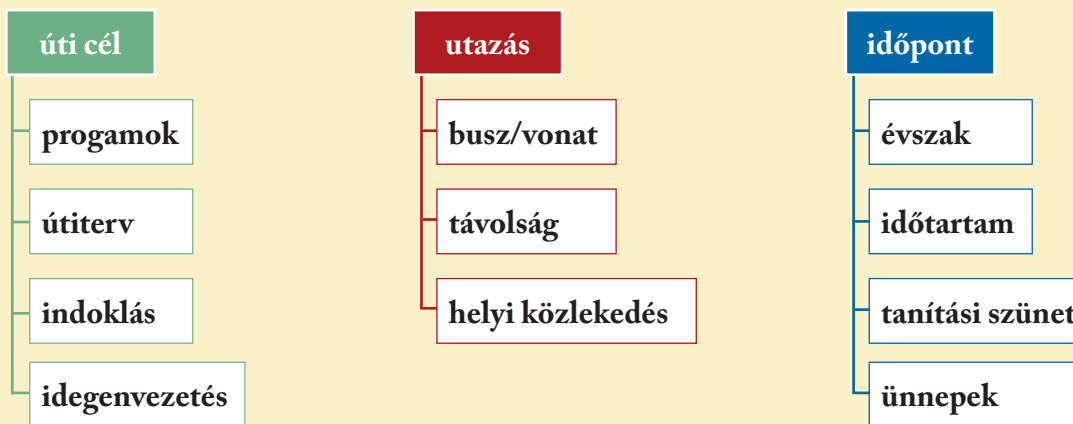 úti cél
progamok
útiterv
indoklás
idegenvezetés
utazás
busz/vonat
távolság
helyi közlekedés
időpont
évszak
időtartam
tanítási szünet
ünnepek